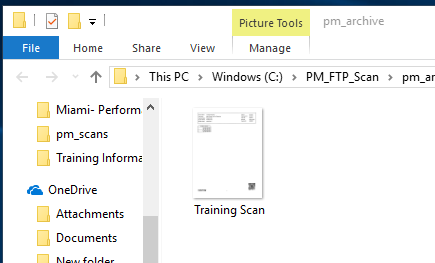 Picture Tools pm_archive
File Home Share View Manage
This PC Windows (C:) PM_FTP_Scan pm_ar
Miami- Perform
pm_scans
Training Informa
OneDrive
Attachments
Documents
New folder
Training Scan